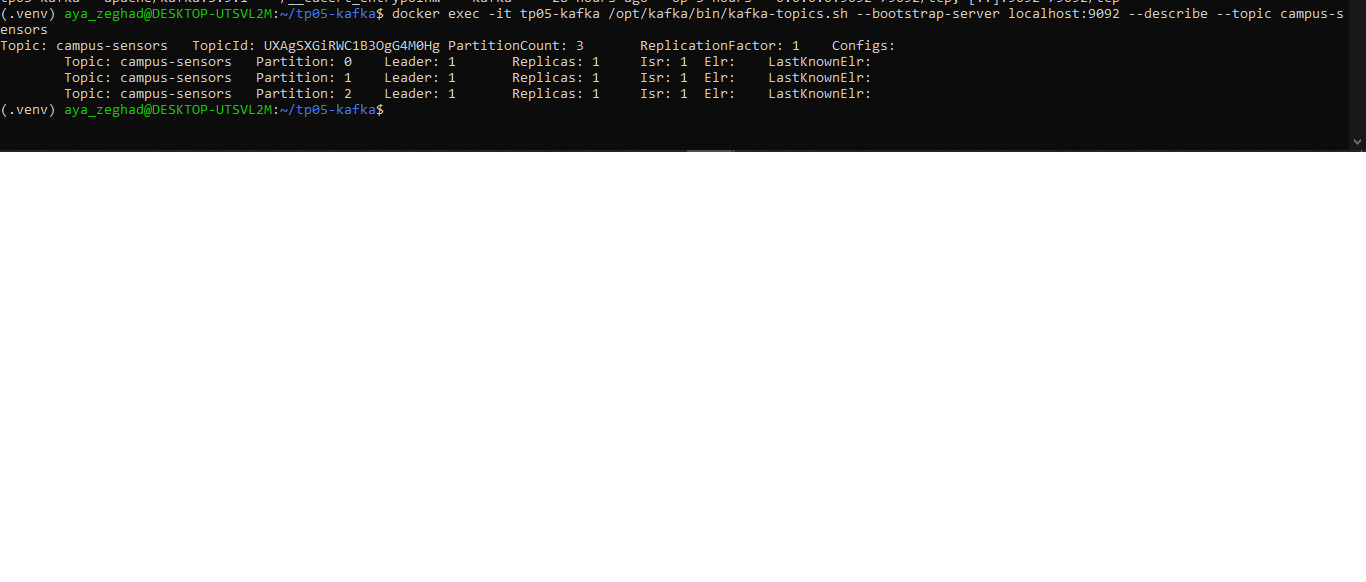 (.venv) aya_zeghad@DESKTOP-UTSVL2M:~/tp05-kafka$ docker exec -it tp05-kafka /opt/kafka/bin/kafka-topics.sh --bootstrap-server localhost:9092 --describe --topic campus-s
ensors
Topic: campus-sensors   TopicId: UXAgSXGiRWC1B3OgG4M0Hg PartitionCount: 3       ReplicationFactor: 1    Configs:
        Topic: campus-sensors   Partition: 0    Leader: 1       Replicas: 1     Isr: 1  Elr:    LastKnownElr:
        Topic: campus-sensors   Partition: 1    Leader: 1       Replicas: 1     Isr: 1  Elr:    LastKnownElr:
        Topic: campus-sensors   Partition: 2    Leader: 1       Replicas: 1     Isr: 1  Elr:    LastKnownElr:
(.venv) aya_zeghad@DESKTOP-UTSVL2M:~/tp05-kafka$